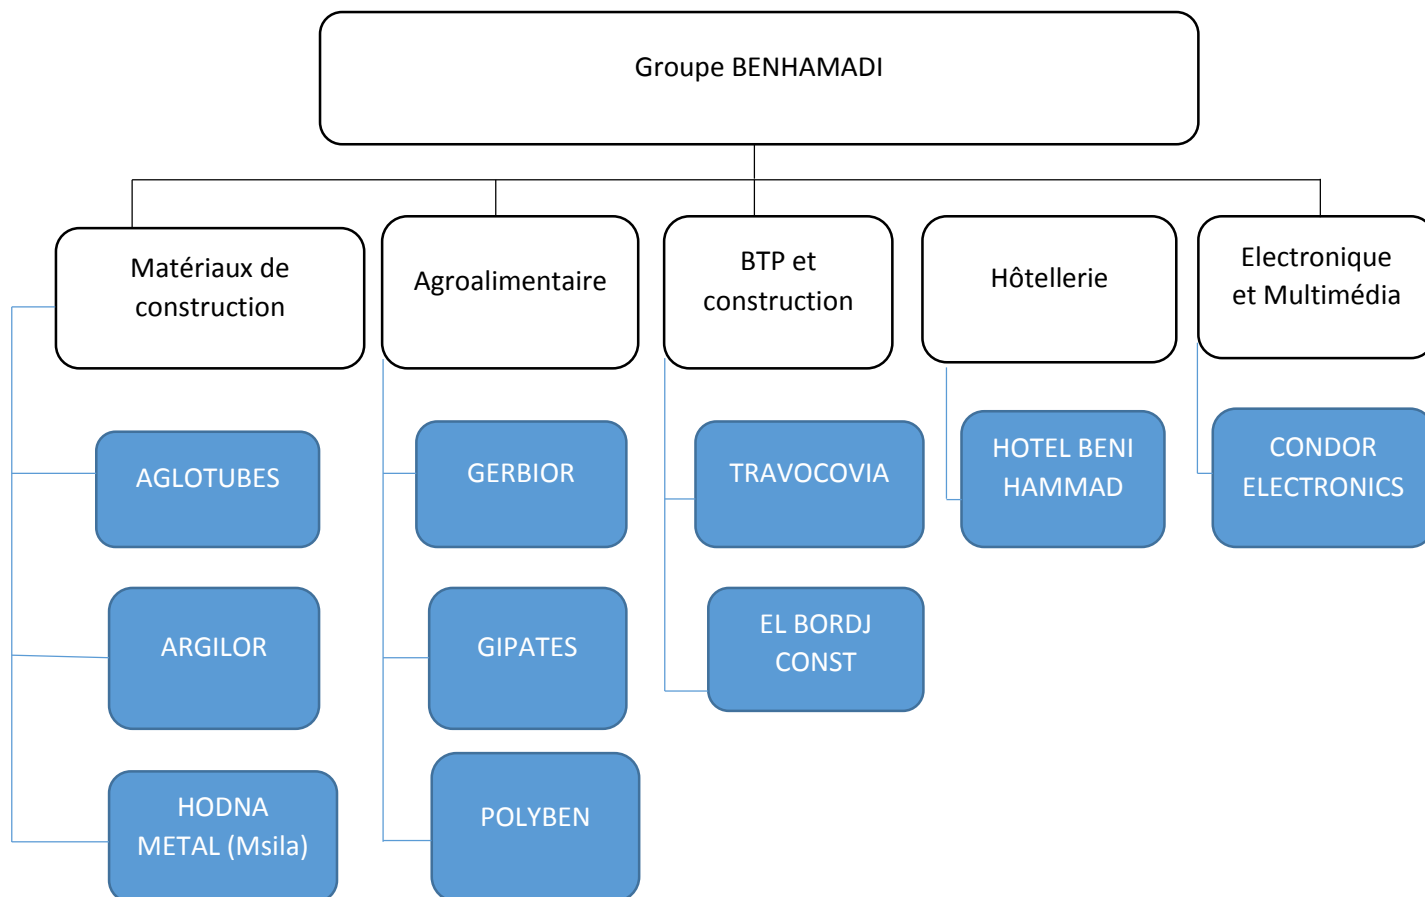 Groupe BENHAMADI
Matériaux de
construction
Agroalimentaire
BTP et
construction
Hôtellerie
Electronique
et Multimédia
AGLOTUBES
GERBIOR
TRAVOCOVIA
HOTEL BENI
HAMMAD
CONDOR
ELECTRONICS
ARGILOR
GIPATES
EL BORDJ
CONST
HODNA
METAL (Msila)
POLYBEN